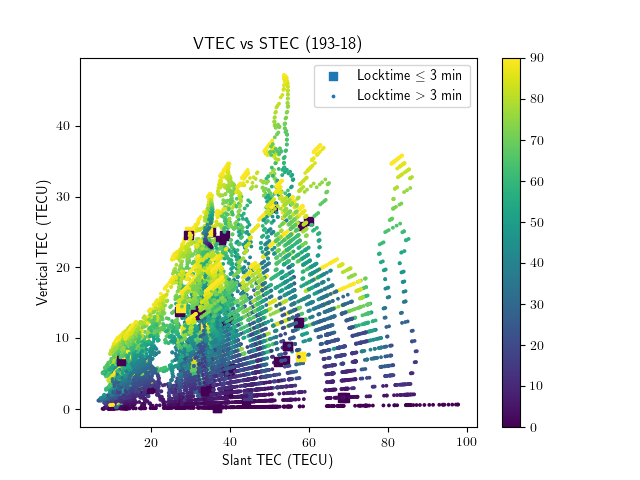 VTEC vs STEC (193-18)
Locktime ≤ 3 min
Locktime > 3 min
Vertical TEC (TECU)
40
30
20
10
0
20 40 60 80 100
Slant TEC (TECU)
90
80
70
60
50
40
30
20
10
0